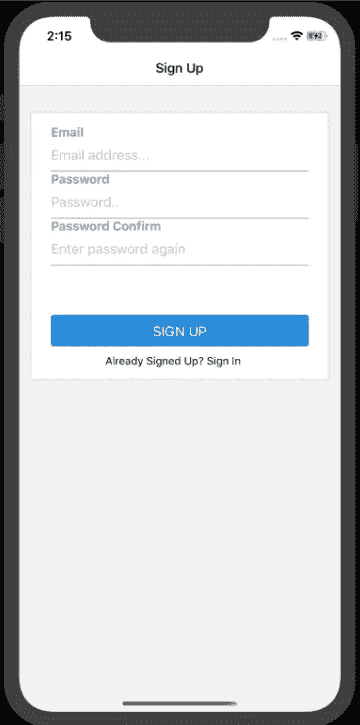 2:15
Sign Up
Email
Email address...
Password
Password..
Password Confirm
Enter password again
SIGN UP
Already Signed Up? Sign In